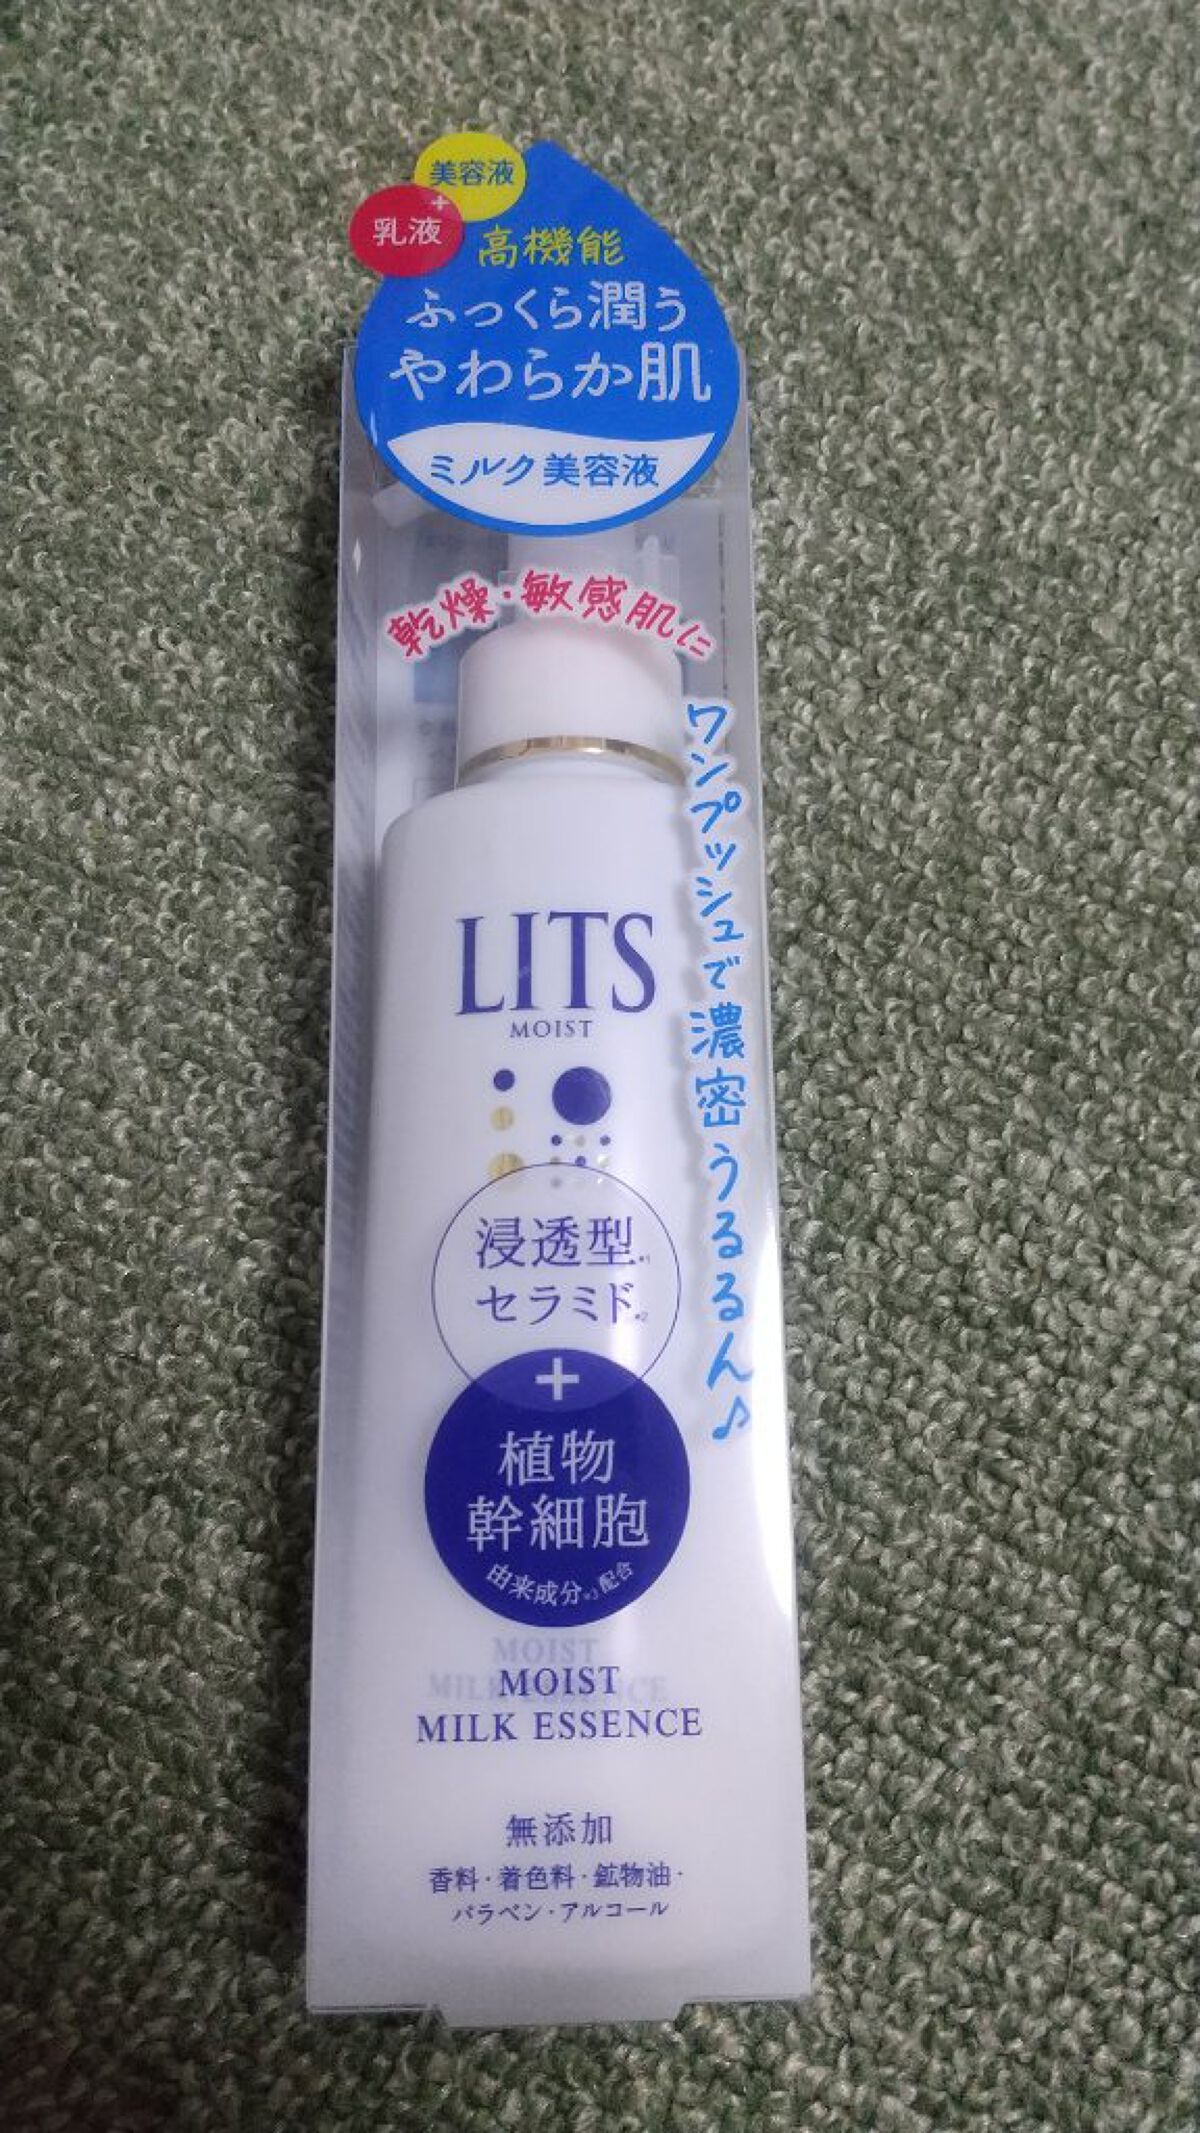 美容液
+
乳液
高機能
ふっくら潤う
やわらか肌
ミルク美容液
乾燥・敏感肌に
ワンプッシュで濃密うるるん♪
LITS
MOIST
浸透型※1
セラミド※2
+
植物
幹細胞
由来成分※3配合
MOIST
MILK ESSENCE
無添加
香料・着色料・鉱物油・
パラベン・アルコール